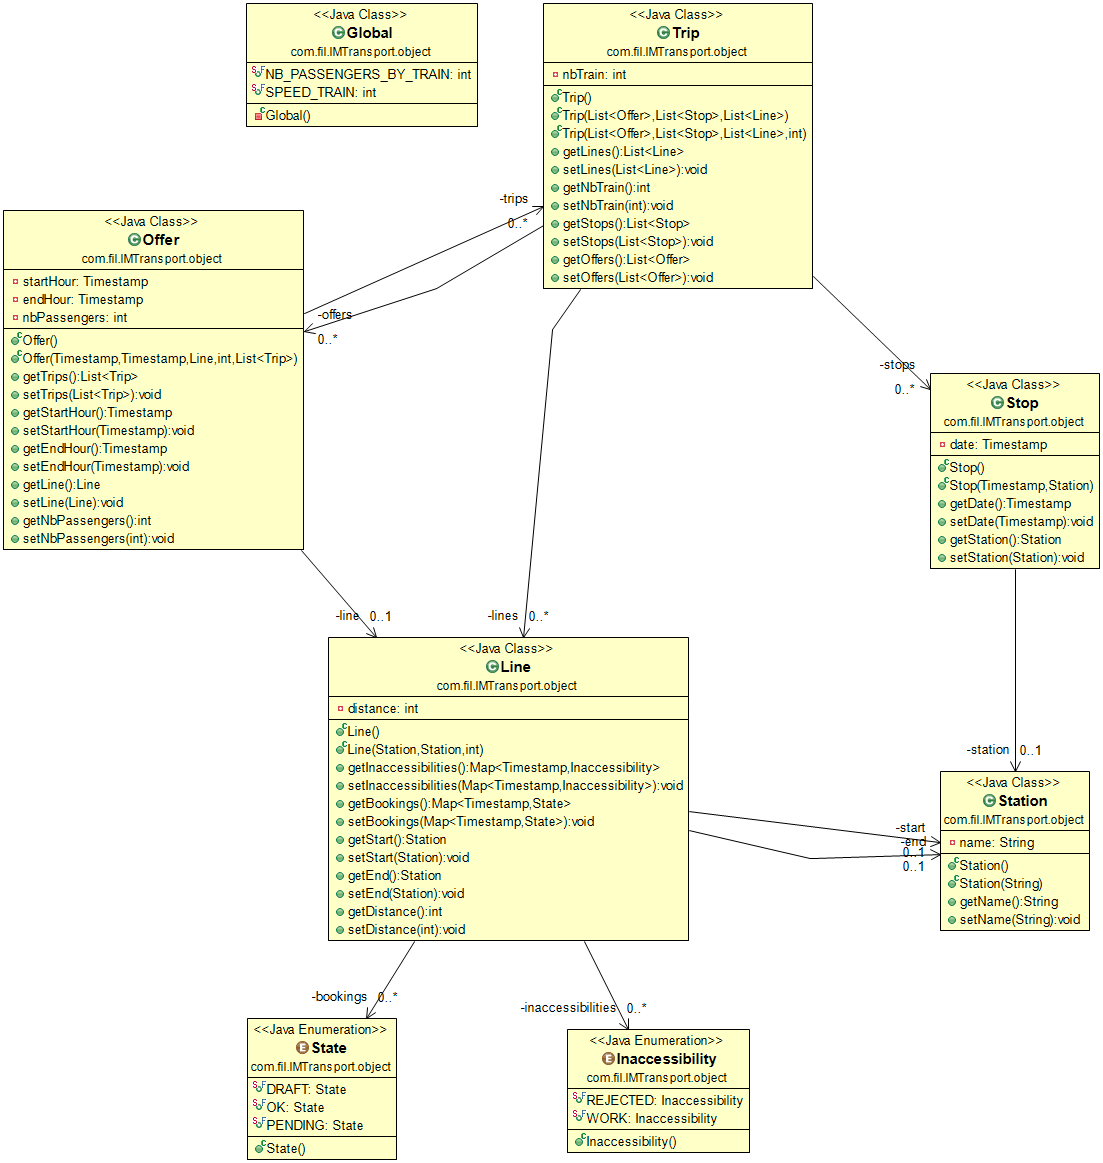 <<Java Class>>
Global
com.fil.IMTransport.object
NB_PASSENGERS_BY_TRAIN: int
SPEED_TRAIN: int
Global()
<<Java Class>>
Trip
com.fil.IMTransport.object
nbTrain: int
Trip()
Trip(List<Offer>,List<Stop>,List<Line>)
Trip(List<Offer>,List<Stop>,List<Line>,int)
getLines():List<Line>
setLines(List<Line>):void
getNbTrain():int
setNbTrain(int):void
getStops():List<Stop>
setStops(List<Stop>):void
getOffers():List<Offer>
setOffers(List<Offer>):void
-trips
0..*
-offers
0..*
<<Java Class>>
Offer
com.fil.IMTransport.object
startHour: Timestamp
endHour: Timestamp
nbPassengers: int
Offer()
Offer(Timestamp,Timestamp,Line,int,List<Trip>)
getTrips():List<Trip>
setTrips(List<Trip>):void
getStartHour():Timestamp
setStartHour(Timestamp):void
getEndHour():Timestamp
setEndHour(Timestamp):void
getLine():Line
setLine(Line):void
getNbPassengers():int
setNbPassengers(int):void
-stops
0..*
<<Java Class>>
Stop
com.fil.IMTransport.object
date: Timestamp
Stop()
Stop(Timestamp,Station)
getDate():Timestamp
setDate(Timestamp):void
getStation():Station
setStation(Station):void
-line 0..1
-lines 0..*
<<Java Class>>
Line
com.fil.IMTransport.object
distance: int
Line()
Line(Station,Station,int)
getInaccessibilities():Map<Timestamp,Inaccessibility>
setInaccessibilities(Map<Timestamp,Inaccessibility>):void
getBookings():Map<Timestamp,State>
setBookings(Map<Timestamp,State>):void
getStart():Station
setStart(Station):void
getEnd():Station
setEnd(Station):void
getDistance():int
setDistance(int):void
-station 0..1
-start
-end
0..1
0..1
<<Java Class>>
Station
com.fil.IMTransport.object
name: String
Station()
Station(String)
getName():String
setName(String):void
-bookings 0..*
-inaccessibilities 0..*
<<Java Enumeration>>
State
com.fil.IMTransport.object
DRAFT: State
OK: State
PENDING: State
State()
<<Java Enumeration>>
Inaccessibility
com.fil.IMTransport.object
REJECTED: Inaccessibility
WORK: Inaccessibility
Inaccessibility()